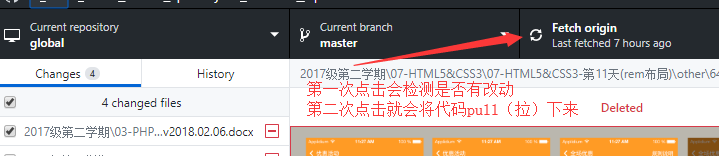 Current repository
global
Current branch
master
Fetch origin
Last fetched 7 hours ago
Changes 4
History
2017级第二学期\07-HTML5&CSS3\07-HTML5&CSS3-第11天(rem布局)\other\64
4 changed files
第一次点击会检测是否有改动
第二次点击就会将代码pull（拉）下来
Deleted
2017级第二学期\03-PHP...v2018.02.06.docx